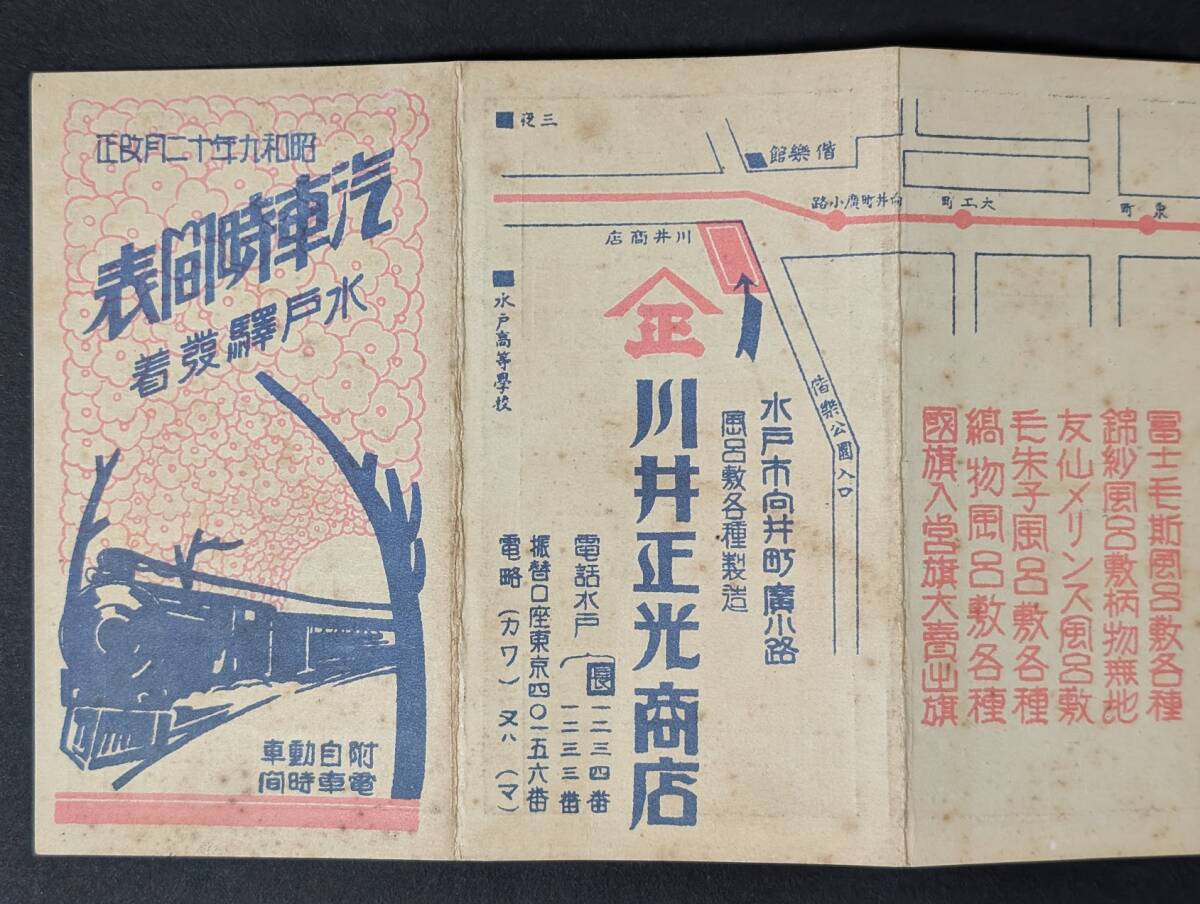 昭和九年十二月改正
汽車時間表
水戸驛發着
附自動車
電車時間
偕樂館
泉町
大工町
向井町廣小路
川井商店
水戸高等學校
偕樂公園入口
正
水戸市向井町廣小路
風呂敷各種製造
川井正光商店
電話水戸
長一二三四番
一二三三番
振替口座東京四〇一五六番
電略(カワ)又ハ(マ)
冨士毛斯風呂敷各種
錦紗風呂敷柄物無地
友仙メリンス風呂敷
毛朱子風呂敷各種
縞物風呂敷各種
國旗入営旗大賣出旗